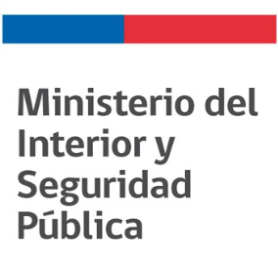 Ministerio del
Interior y
Seguridad
Pública